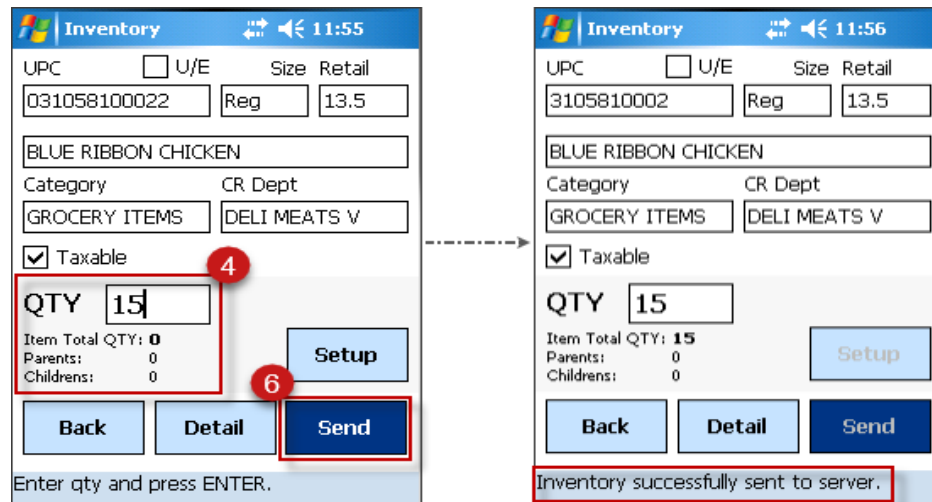 Inventory 11:55
UPC U/E Size Retail
031058100022 Reg 13.5
BLUE RIBBON CHICKEN
Category CR Dept
GROCERY ITEMS DELI MEATS V
Taxable
4
QTY 15
Item Total QTY: 0
Parents: 0
Childrens: 0
Setup
6
Back Detail Send
Enter qty and press ENTER.
Inventory 11:56
UPC U/E Size Retail
3105810002 Reg 13.5
BLUE RIBBON CHICKEN
Category CR Dept
GROCERY ITEMS DELI MEATS V
Taxable
QTY 15
Item Total QTY: 15
Parents: 0
Childrens: 0
Setup
Back Detail Send
Inventory successfully sent to server.